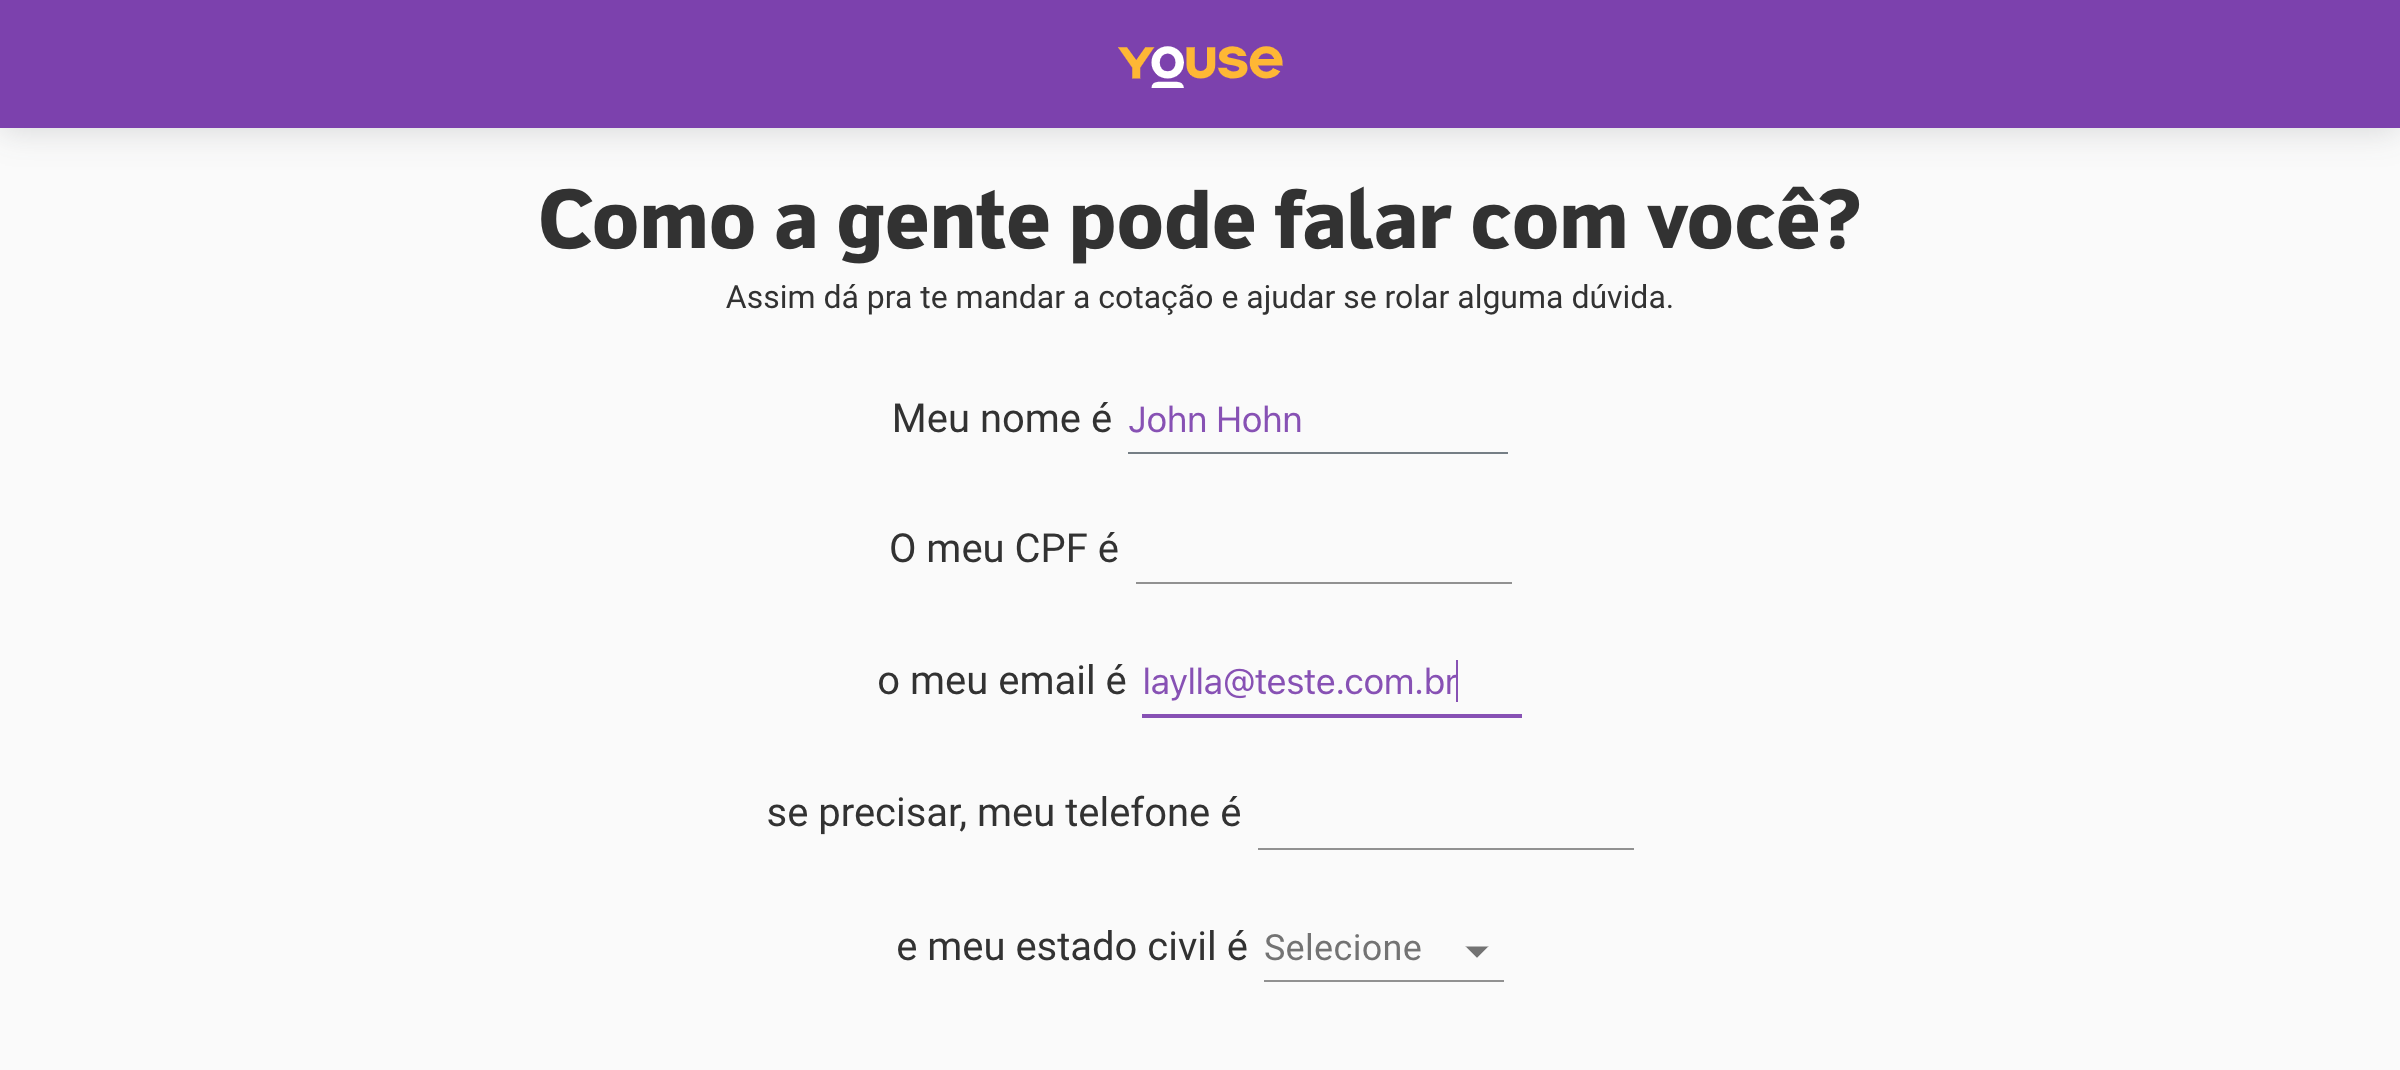 Youse
Como a gente pode falar com você?
Assim dá pra te mandar a cotação e ajudar se rolar alguma dúvida.
Meu nome é John Hohn
O meu CPF é
o meu email é laylla@teste.com.br
se precisar, meu telefone é
e meu estado civil é Selecione